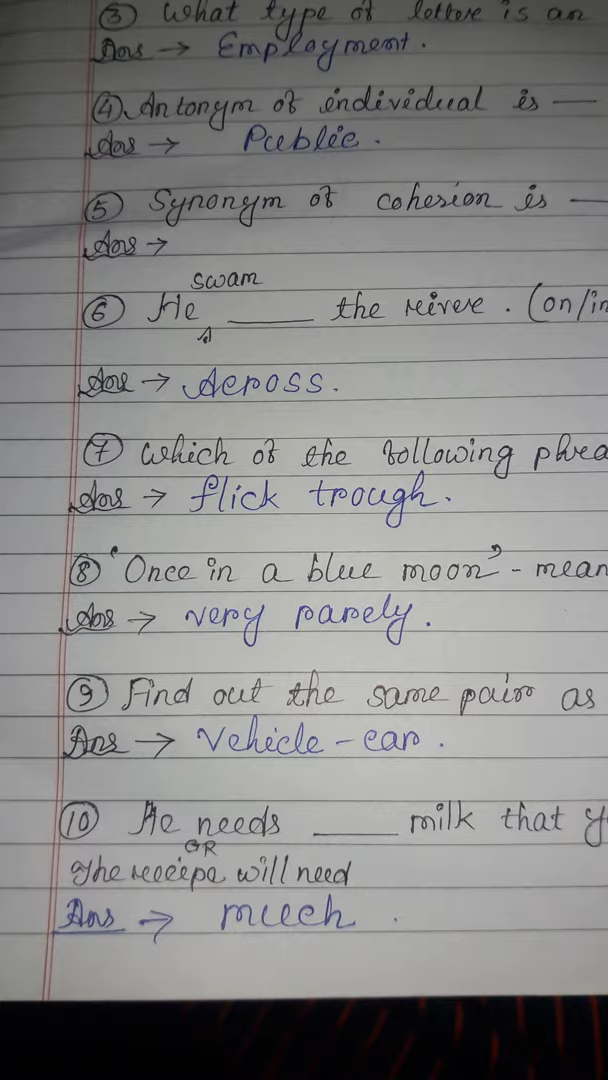 ③ What type of letter is an
Ans → Employment.
④ Antonym of individual is —
Ans → Public.
⑤ Synonym of cohesion is —
Ans →
swam
⑥ He ____ the river. (on/in
Ans → Across.
⑦ Which of the following phra
Ans → flick trough.
⑧ 'Once in a blue moon' - mean
Ans → very rarely.
⑨ Find out the same pair as
Ans → Vehicle - car.
⑩ He needs ____ milk that y
OR
The receipe will need
Ans → much.